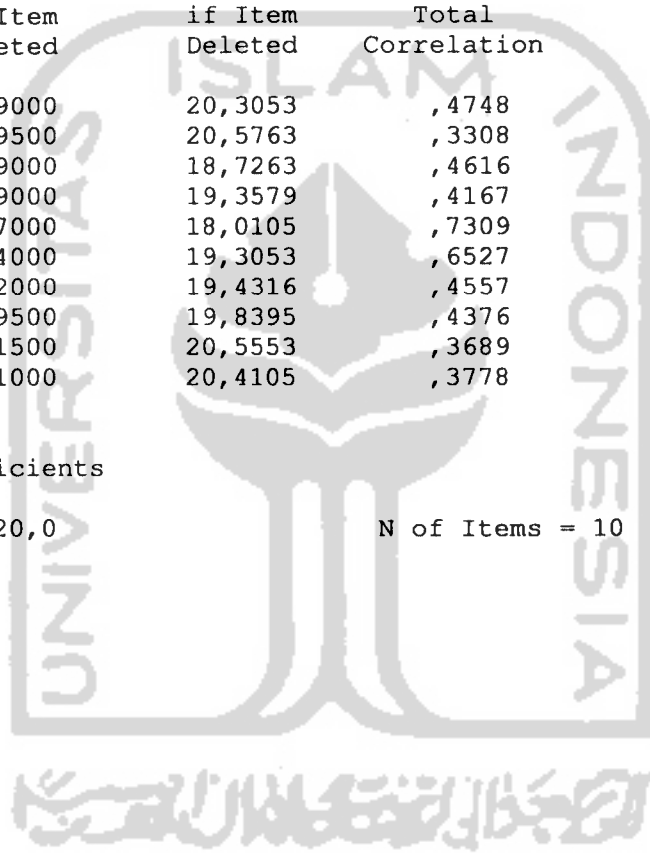 Item if Item Total
eted Deleted Correlation
9000 20,3053 ,4748
9500 20,5763 ,3308
9000 18,7263 ,4616
9000 19,3579 ,4167
7000 18,0105 ,7309
4000 19,3053 ,6527
2000 19,4316 ,4557
9500 19,8395 ,4376
1500 20,5553 ,3689
1000 20,4105 ,3778
icients
20,0 N of Items = 10
ISLAM
UNIVERSITAS
INDONESIA